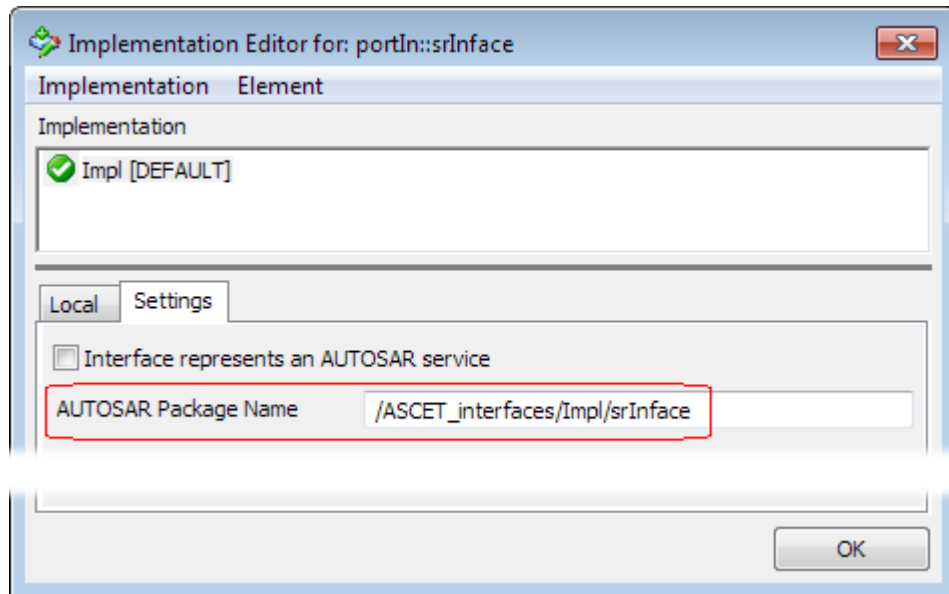 Implementation Editor for: portIn::srInface
Implementation Element
Implementation
Impl [DEFAULT]
Local Settings
Interface represents an AUTOSAR service
AUTOSAR Package Name /ASCET_interfaces/Impl/srInface
OK